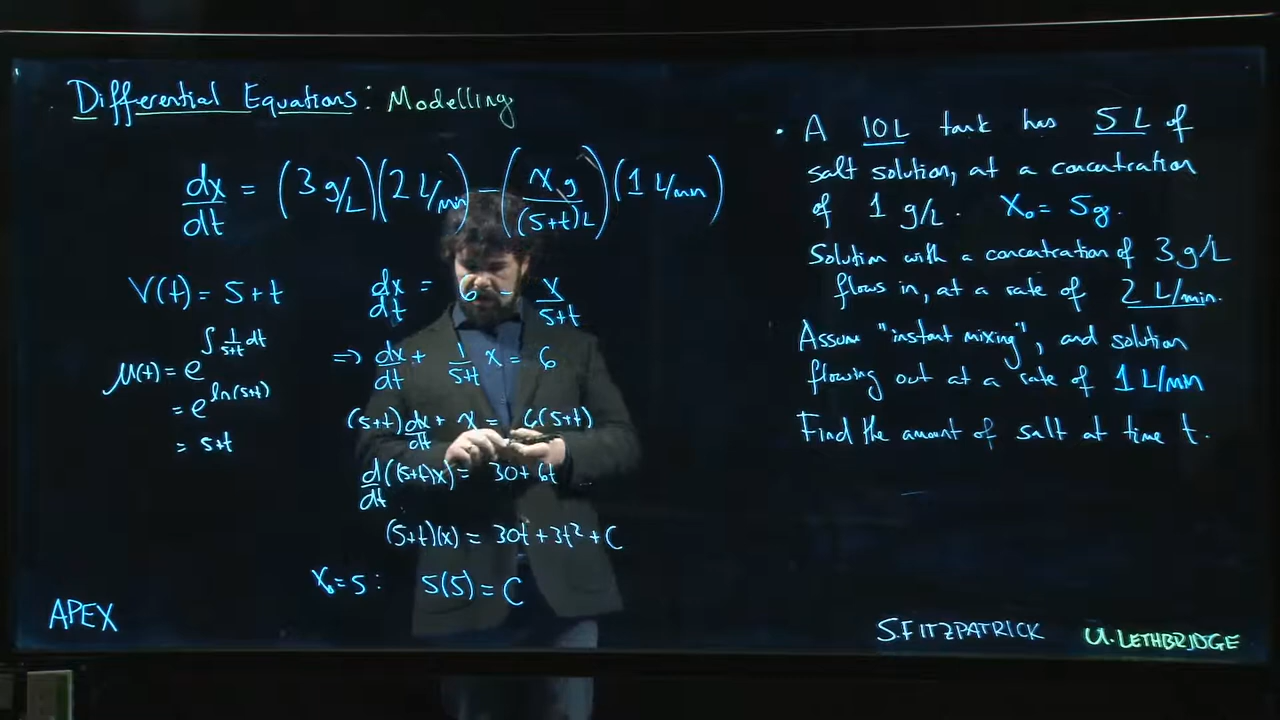 Differential Equations: Modelling
dx/dt = (3 g/L)(2 L/min) - (x g/(5+t) L)(1 L/min)
V(t) = 5+t
μ(t) = e^∫ 1/(5+t) dt
= e^ln(5+t)
= 5+t
dx/dt = 6 - x/(5+t)
⇒ dx/dt + 1/(5+t) x = 6
(5+t) dx/dt + x = 6(5+t)
d/dt ((5+t)x) = 30+6t
(5+t)(x) = 30t+3t²+C
x₀=5: 5(5) = C
APEX
• A 10L tank has 5 L of
salt solution, at a concentration
of 1 g/L. X₀ = 5g.
Solution with a concentration of 3 g/L
flows in, at a rate of 2 L/min.
Assume "instant mixing", and solution
flowing out at a rate of 1 L/min
Find the amount of salt at time t.
S.FITZPATRICK
U. LETHBRIDGE